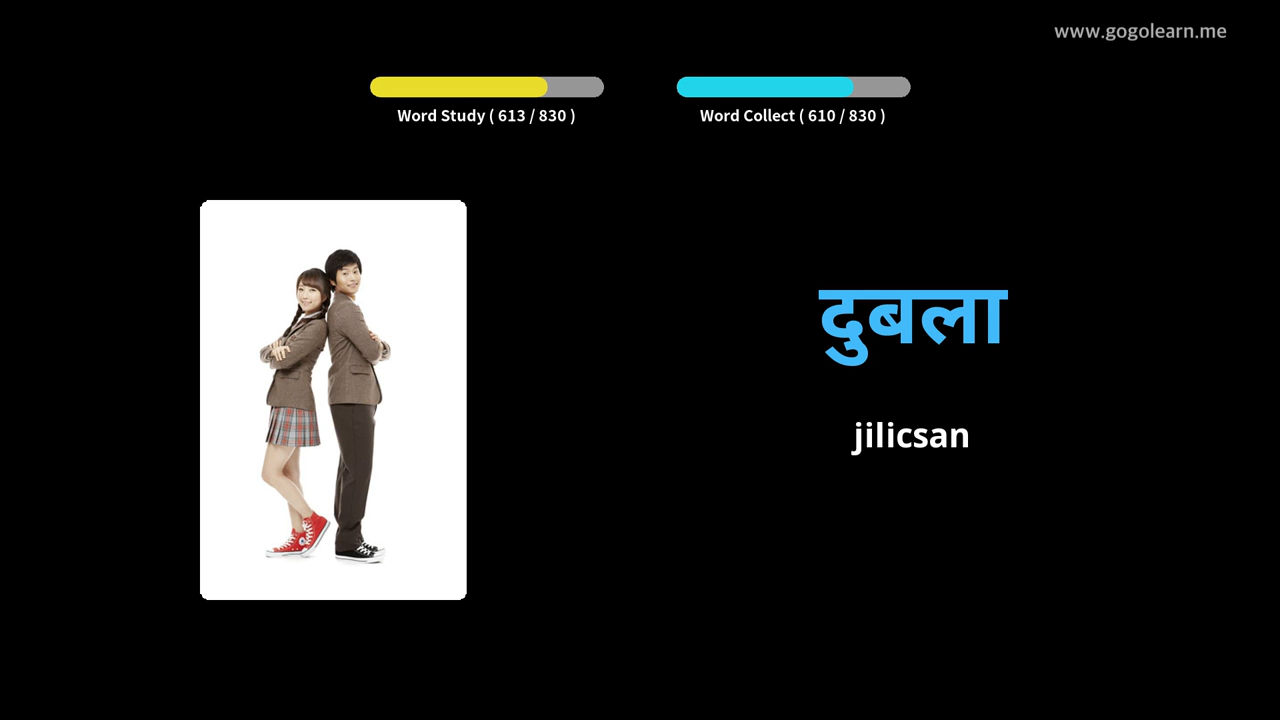 www.gogolearn.me
Word Study ( 613 / 830 )
Word Collect ( 610 / 830 )
दुबला
jilicsan